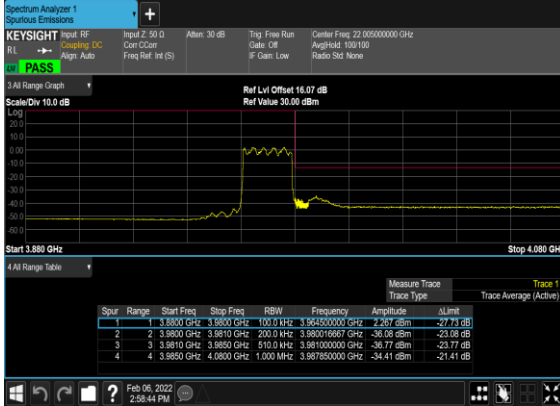 Spectrum Analyzer 1
Spurious Emissions
+
KEYSIGHT Input: RF Input Z: 50 Ω Atten: 30 dB Trig: Free Run Center Freq: 22.005000000 GHz
RL Coupling: DC Corr CCorr Gate: Off Avg|Hold: 100/100
Align: Auto Freq Ref: Int (S) IF Gain: Low Radio Std: None
LXI PASS
3 All Range Graph Ref Lvl Offset 16.07 dB
Scale/Div 10.0 dB Ref Value 30.00 dBm
Log
20.0
10.0
0.00
-10.0
-20.0
-30.0
-40.0
-50.0
-60.0
Start 3.880 GHz Stop 4.080 GH
4 All Range Table
Measure Trace Trace 1
Trace Type Trace Average (Active)
Spur Range Start Freq Stop Freq RBW Frequency Amplitude ΔLimit
1 1 3.8800 GHz 3.9800 GHz 100.0 kHz 3.964500000 GHz 2.267 dBm -27.73 dB
2 2 3.9800 GHz 3.9810 GHz 200.0 kHz 3.980016667 GHz -36.08 dBm -23.08 dB
3 3 3.9810 GHz 3.9850 GHz 510.0 kHz 3.981000000 GHz -36.77 dBm -23.77 dB
4 4 3.9850 GHz 4.0800 GHz 1.000 MHz 3.987850000 GHz -34.41 dBm -21.41 dB
? Feb 06, 2022
2:58:44 PM